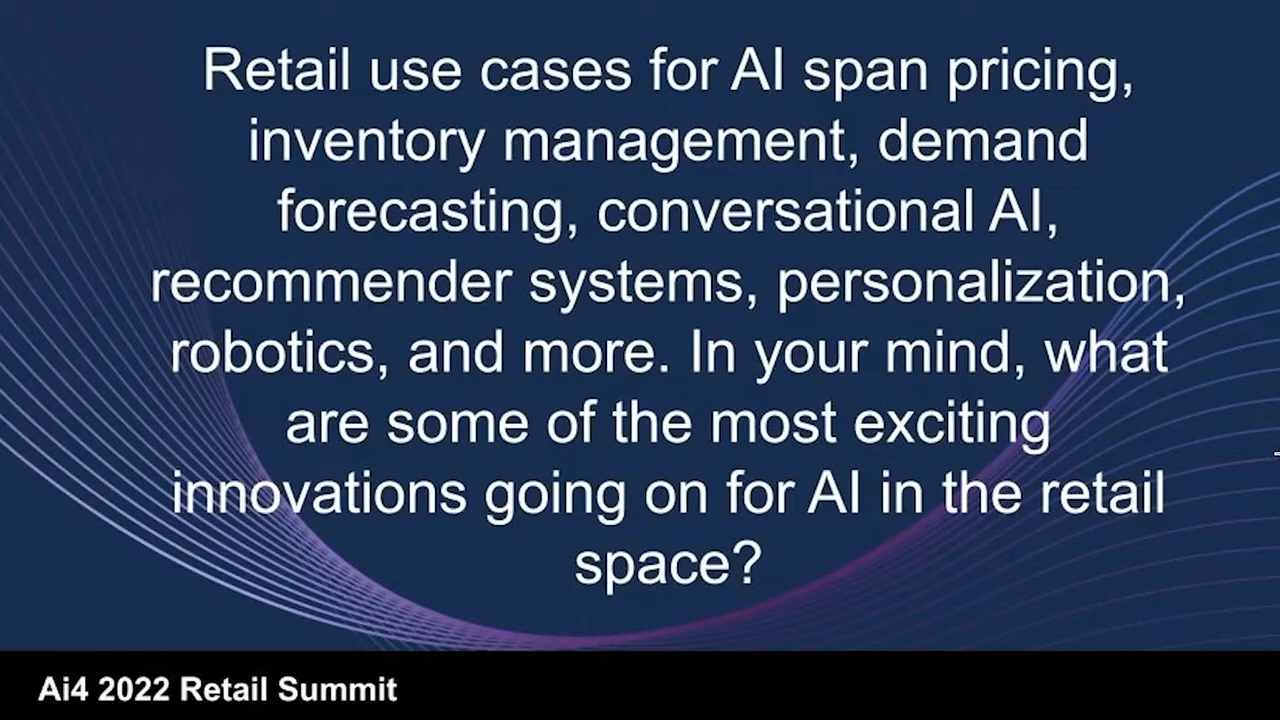 Retail use cases for AI span pricing,
inventory management, demand
forecasting, conversational AI,
recommender systems, personalization,
robotics, and more. In your mind, what
are some of the most exciting
innovations going on for AI in the retail
space?
Ai4 2022 Retail Summit